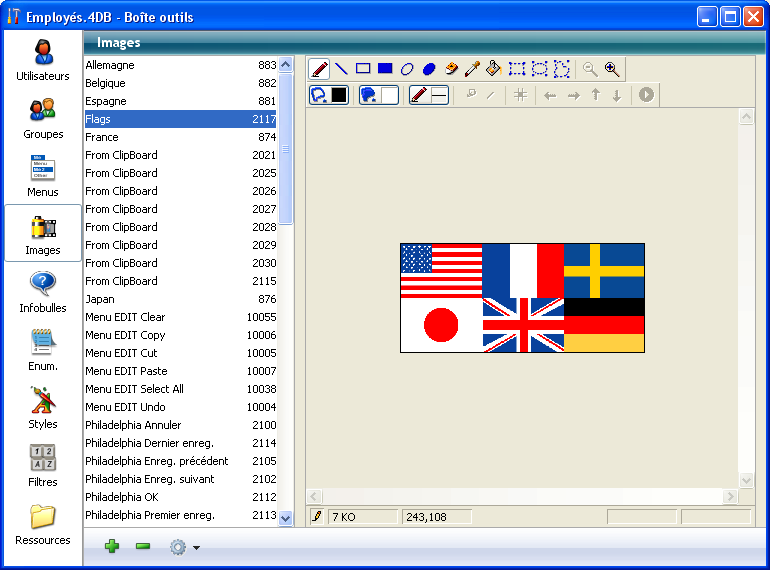 Employés.4DB - Boîte outils
Images
Utilisateurs
Groupes
Menus
Images
Infobulles
Enum.
Styles
Filtres
Ressources
Allemagne 883
Belgique 882
Espagne 881
Flags 2117
France 874
From ClipBoard 2021
From ClipBoard 2025
From ClipBoard 2026
From ClipBoard 2027
From ClipBoard 2028
From ClipBoard 2029
From ClipBoard 2030
From ClipBoard 2115
Japan 876
Menu EDIT Clear 10055
Menu EDIT Copy 10006
Menu EDIT Cut 10005
Menu EDIT Paste 10007
Menu EDIT Select All 10038
Menu EDIT Undo 10004
Philadelphia Annuler 2100
Philadelphia Dernier enreg. 2114
Philadelphia Enreg. précédent 2105
Philadelphia Enreg. suivant 2102
Philadelphia OK 2112
Philadelphia Premier enreg. 2113
7 KO
243,108